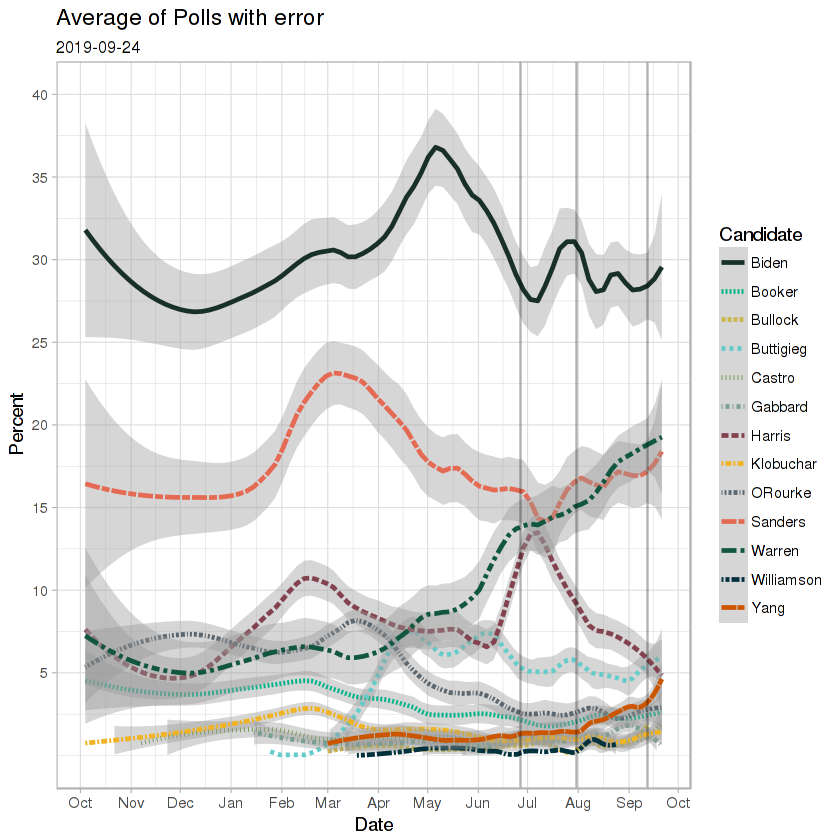 Average of Polls with error
2019-09-24
40
35
30
25
20
15
10
5
Percent
Oct Nov Dec Jan Feb Mar Apr May Jun Jul Aug Sep Oct
Date
Candidate
Biden
Booker
Bullock
Buttigieg
Castro
Gabbard
Harris
Klobuchar
ORourke
Sanders
Warren
Williamson
Yang